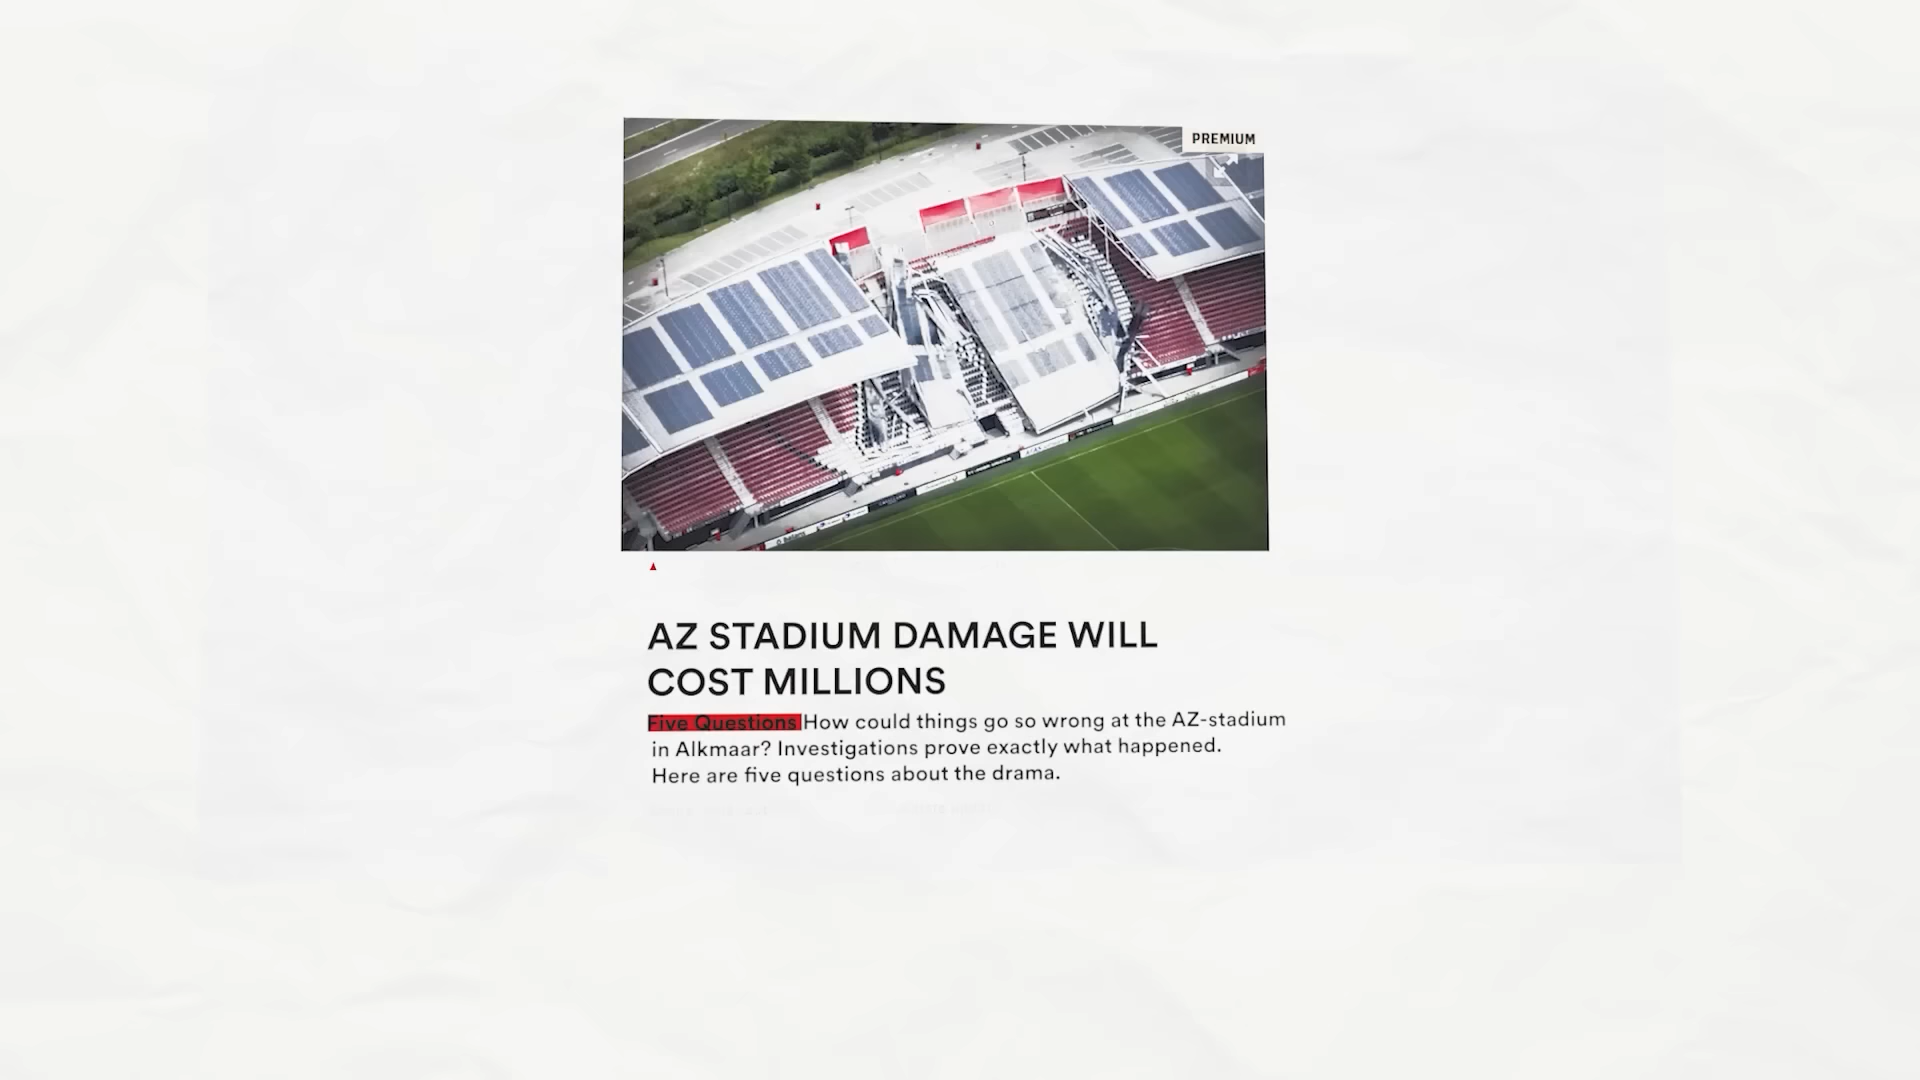 PREMIUM
AZ STADIUM DAMAGE WILL
COST MILLIONS
Five Questions How could things go so wrong at the AZ-stadium
in Alkmaar? Investigations prove exactly what happened.
Here are five questions about the drama.